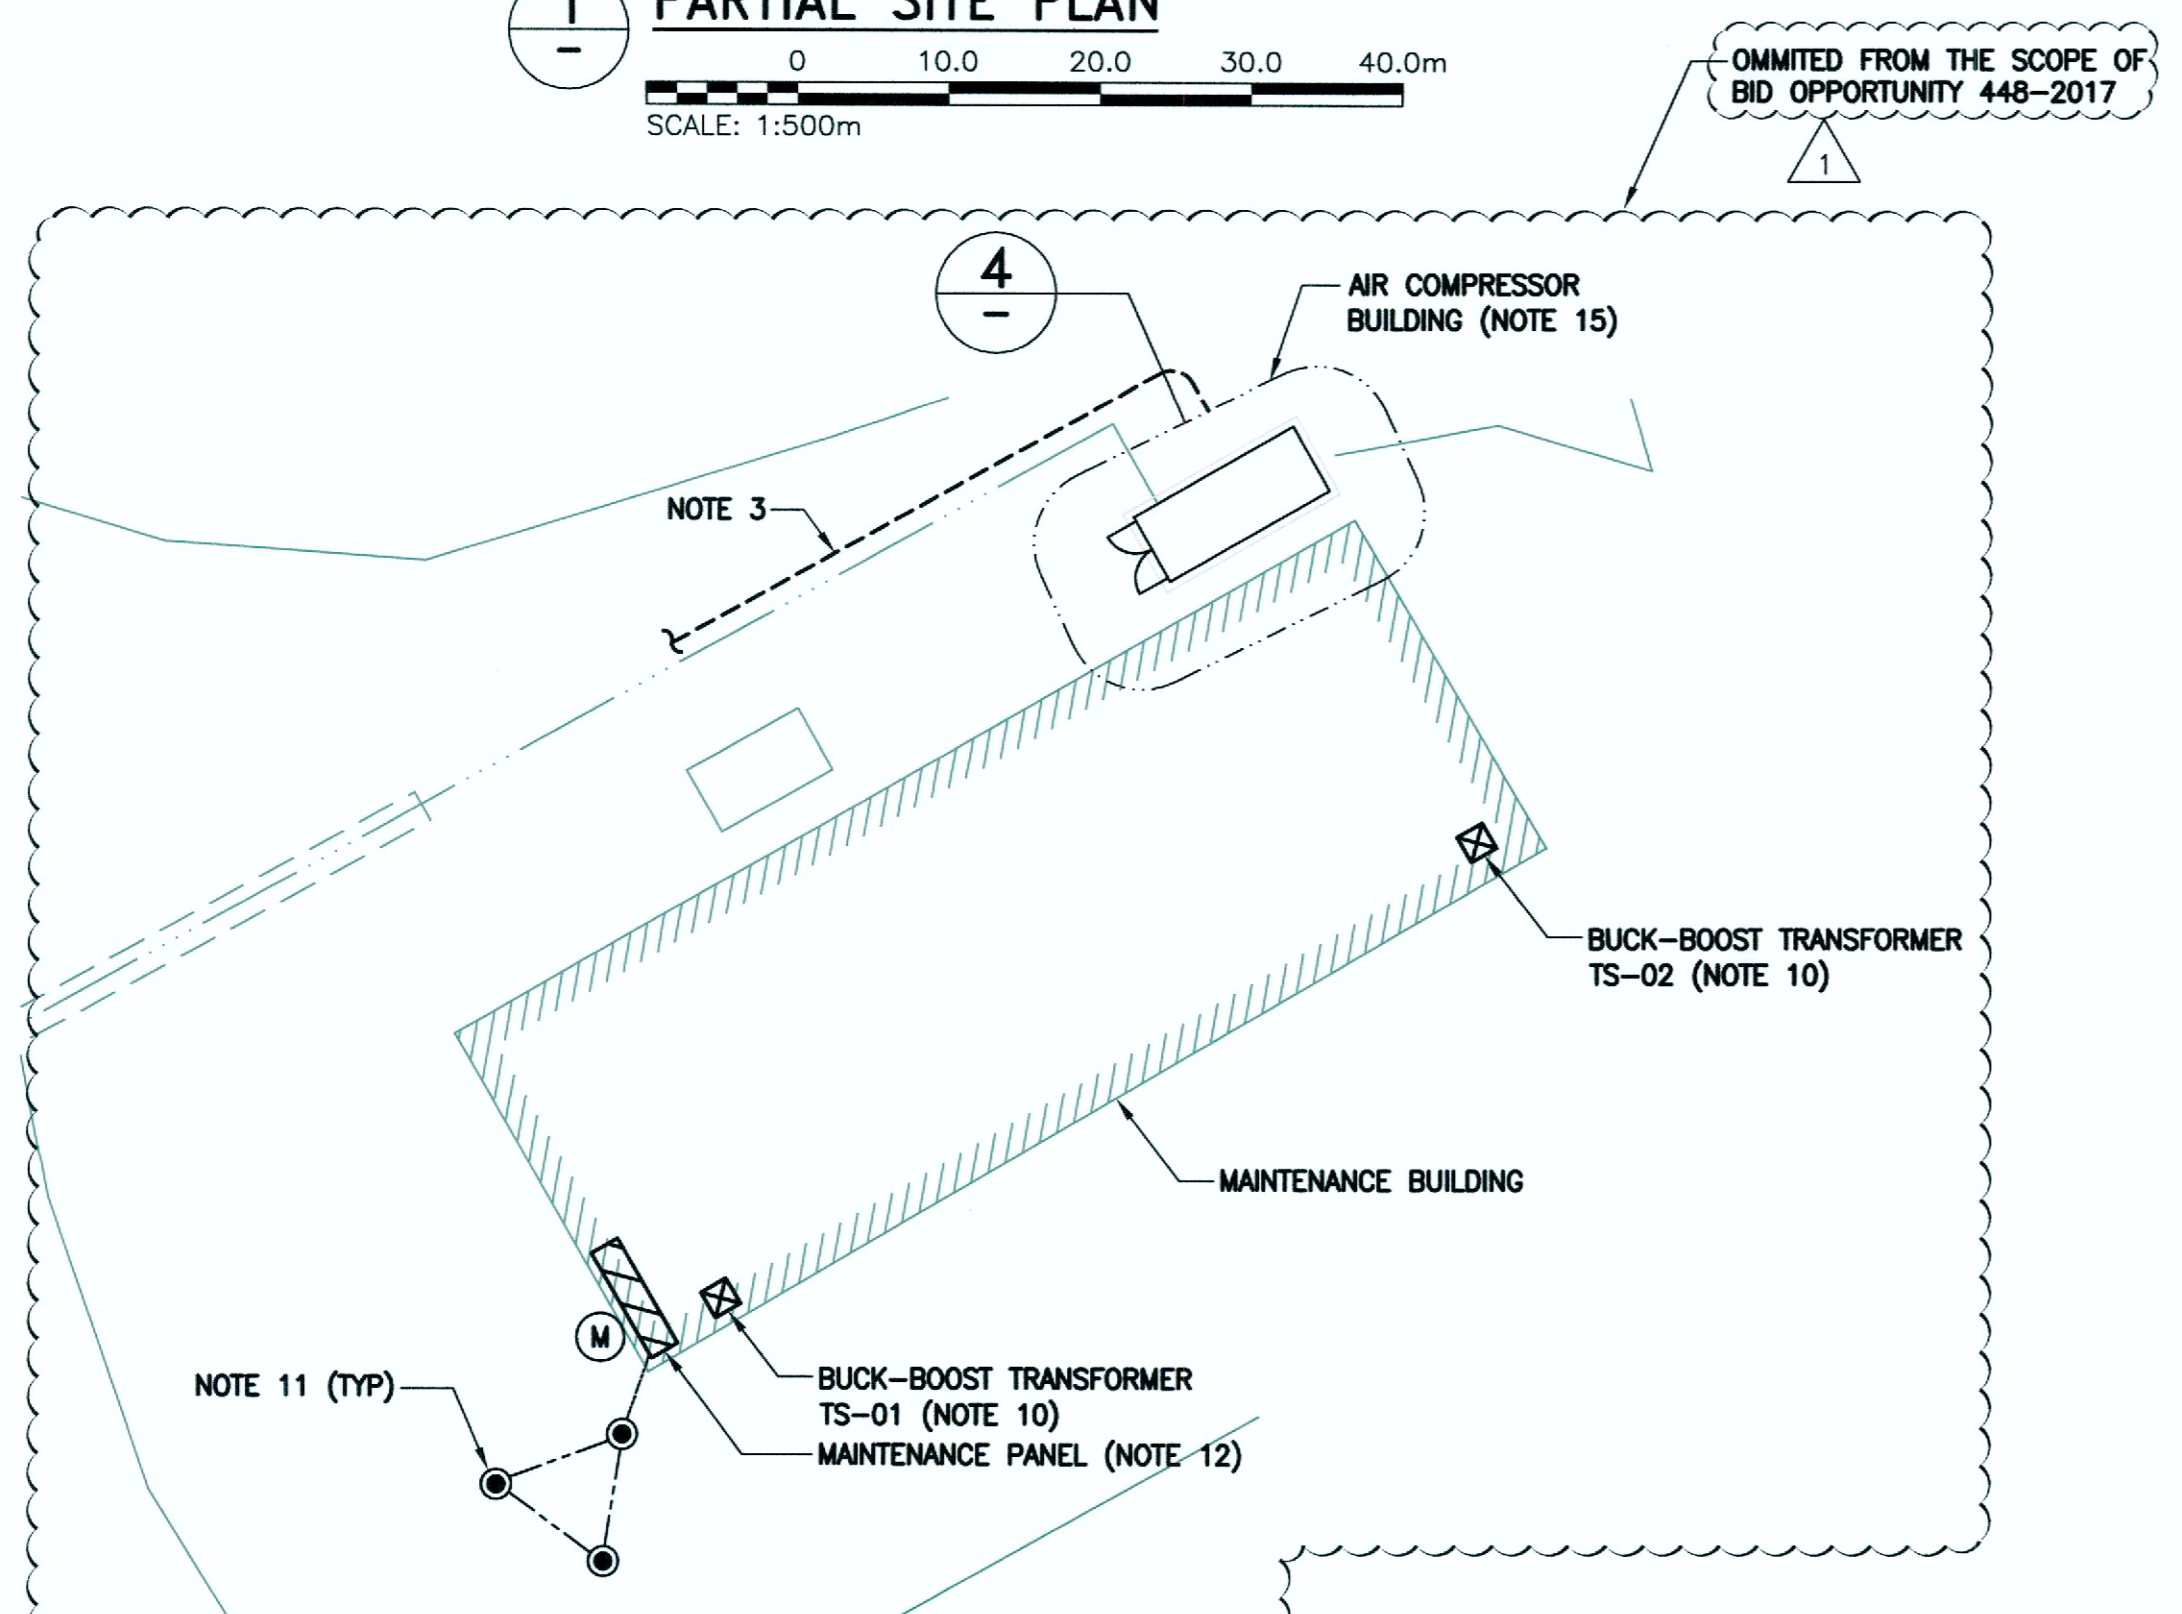 1
PARTIAL SITE PLAN
-
0 10.0 20.0 30.0 40.0m
SCALE: 1:500m
OMMITED FROM THE SCOPE OF
BID OPPORTUNITY 448-2017
1
4
-
AIR COMPRESSOR
BUILDING (NOTE 15)
NOTE 3
BUCK-BOOST TRANSFORMER
TS-02 (NOTE 10)
MAINTENANCE BUILDING
M
NOTE 11 (TYP)
BUCK-BOOST TRANSFORMER
TS-01 (NOTE 10)
MAINTENANCE PANEL (NOTE 12)